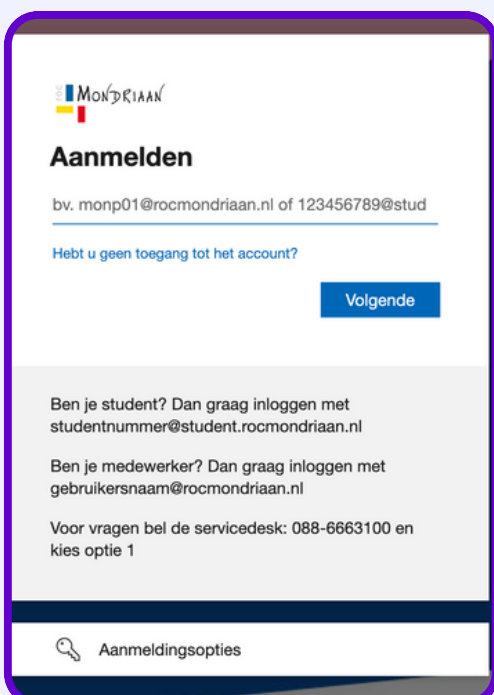 roc MONDRIAAN
Aanmelden
bv. monp01@rocmondriaan.nl of 123456789@stud
Hebt u geen toegang tot het account?
Volgende
Ben je student? Dan graag inloggen met
studentnummer@student.rocmondriaan.nl
Ben je medewerker? Dan graag inloggen met
gebruikersnaam@rocmondriaan.nl
Voor vragen bel de servicedesk: 088-6663100 en
kies optie 1
Aanmeldingsopties